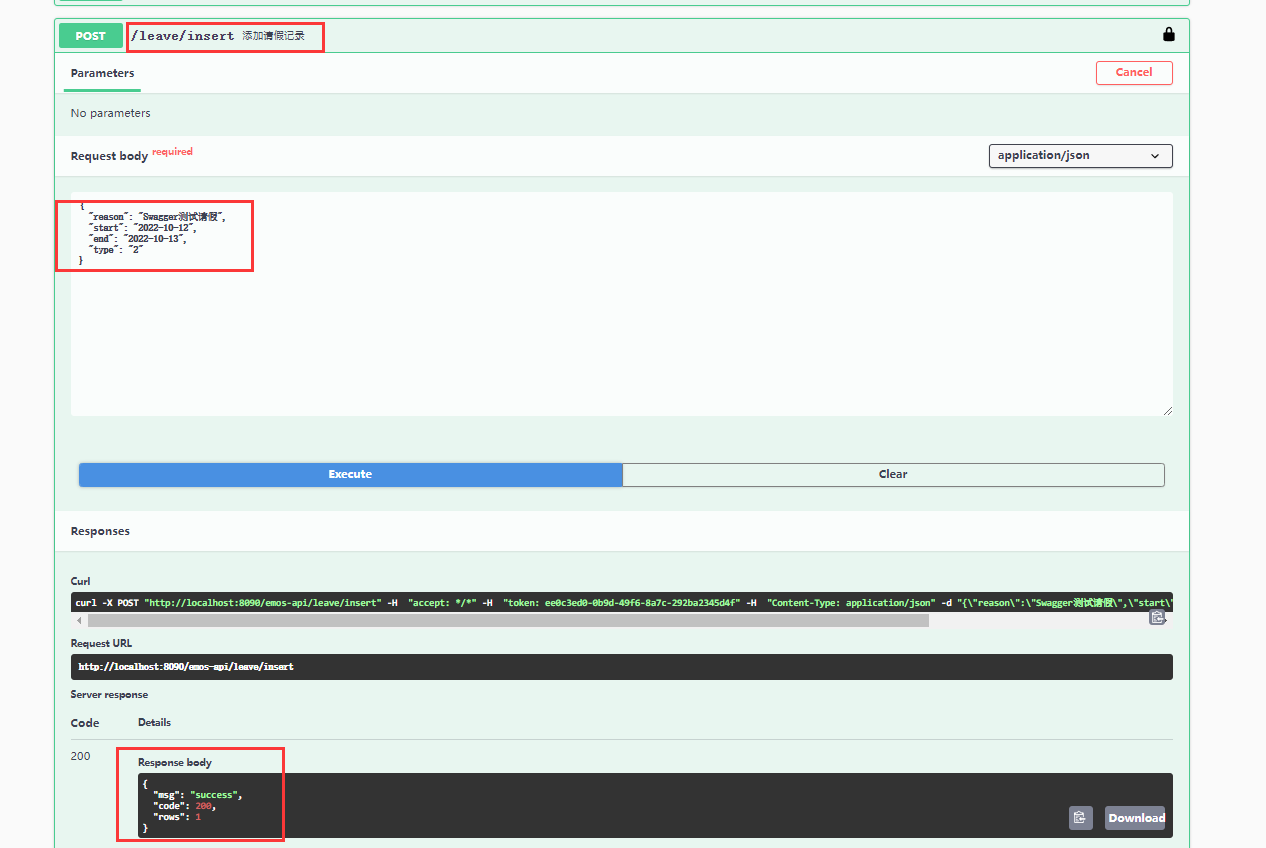 POST /leave/insert 添加请假记录
Parameters
Cancel
No parameters
Request body required
application/json
{
"reason": "Swagger测试请假",
"start": "2022-10-12",
"end": "2022-10-13",
"type": "2"
}
Execute
Clear
Responses
Curl
curl -X POST "http://localhost:8090/emos-api/leave/insert" -H "accept: */*" -H "token: ee0c3ed0-0b9d-49f6-8a7c-292ba2345d4f" -H "Content-Type: application/json" -d "{\"reason\":\"Swagger测试请假\",\"start\"
Request URL
http://localhost:8090/emos-api/leave/insert
Server response
Code Details
200
Response body
{
"msg": "success",
"code": 200,
"rows": 1
}
Download